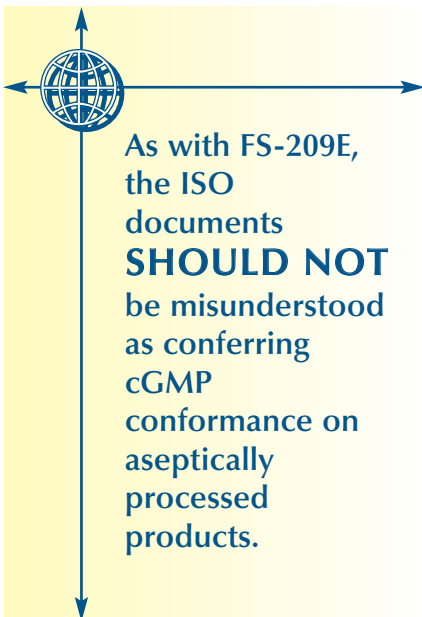 As with FS-209E,
the ISO
documents
SHOULD NOT
be misunderstood
as conferring
cGMP
conformance on
aseptically
processed
products.